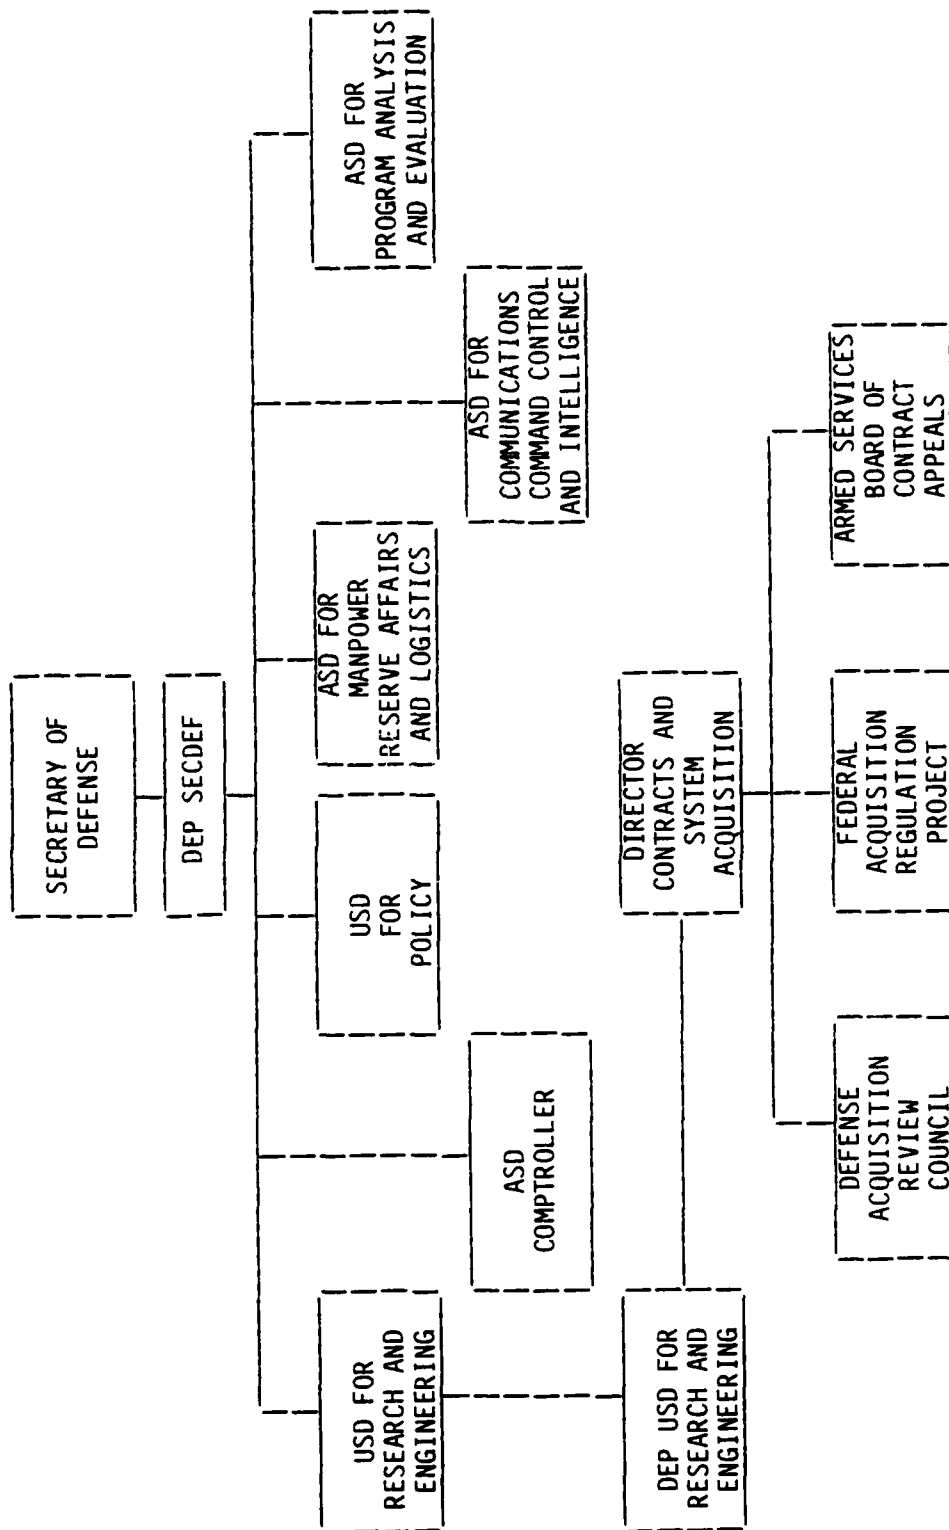 SECRETARY OF
DEFENSE
DEP SECDEF
USD FOR
RESEARCH AND
ENGINEERING
ASD
COMPTROLLER
USD
FOR
POLICY
ASD FOR
MANPOWER
RESERVE AFFAIRS
AND LOGISTICS
ASD FOR
COMMUNICATIONS
COMMAND CONTROL
AND INTELLIGENCE
ASD FOR
PROGRAM ANALYSIS
AND EVALUATION
DEP USD FOR
RESEARCH AND
ENGINEERING
DIRECTOR
CONTRACTS AND
SYSTEM
ACQUISITION
DEFENSE
ACQUISITION
REVIEW
COUNCIL
FEDERAL
ACQUISITION
REGULATION
PROJECT
ARMED SERVICES
BOARD OF
CONTRACT
APPEALS